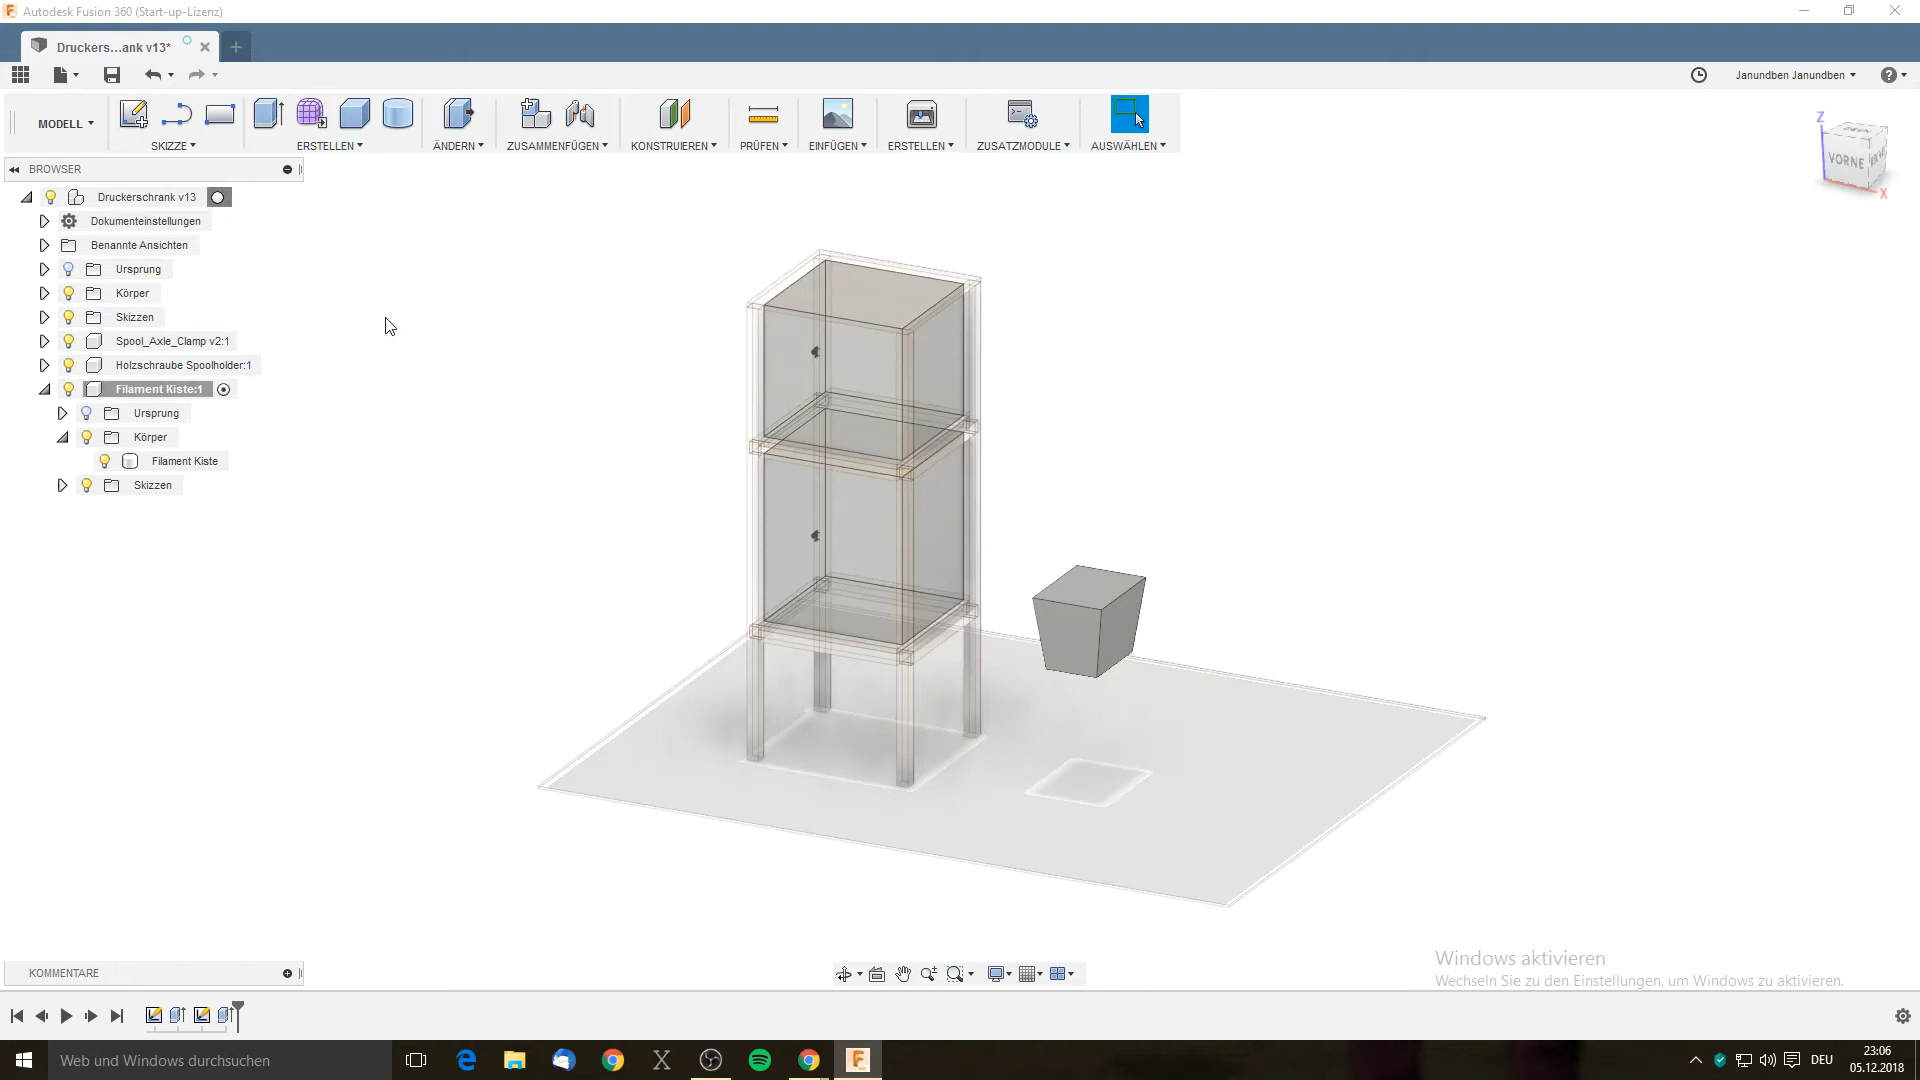 Autodesk Fusion 360 (Start-up-Lizenz)
Druckers...ank v13*
Janundben Janundben
MODELL
SKIZZE
ERSTELLEN
ÄNDERN
ZUSAMMENFÜGEN
KONSTRUIEREN
PRÜFEN
EINFÜGEN
ERSTELLEN
ZUSATZMODULE
AUSWÄHLEN
Z
VORNE
X
BROWSER
Druckerschrank v13
Dokumenteinstellungen
Benannte Ansichten
Ursprung
Körper
Skizzen
Spool_Axle_Clamp v2:1
Holzschraube Spoolholder:1
Filament Kiste:1
Ursprung
Körper
Filament Kiste
Skizzen
Windows aktivieren
Wechseln Sie zu den Einstellungen, um Windows zu aktivieren.
KOMMENTARE
Web und Windows durchsuchen
DEU
23:06
05.12.2018